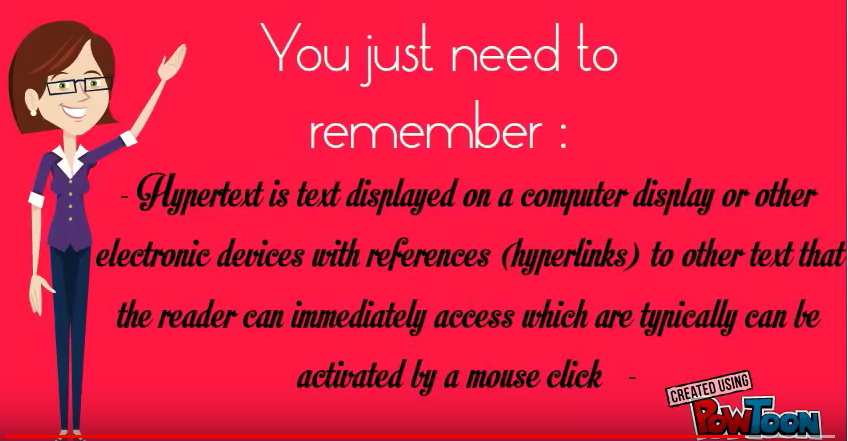 You just need to
remember :
- Hypertext is text displayed on a computer display or other
electronic devices with references (hyperlinks) to other text that
the reader can immediately access which are typically can be
activated by a mouse click -
CREATED USING
POWTOON